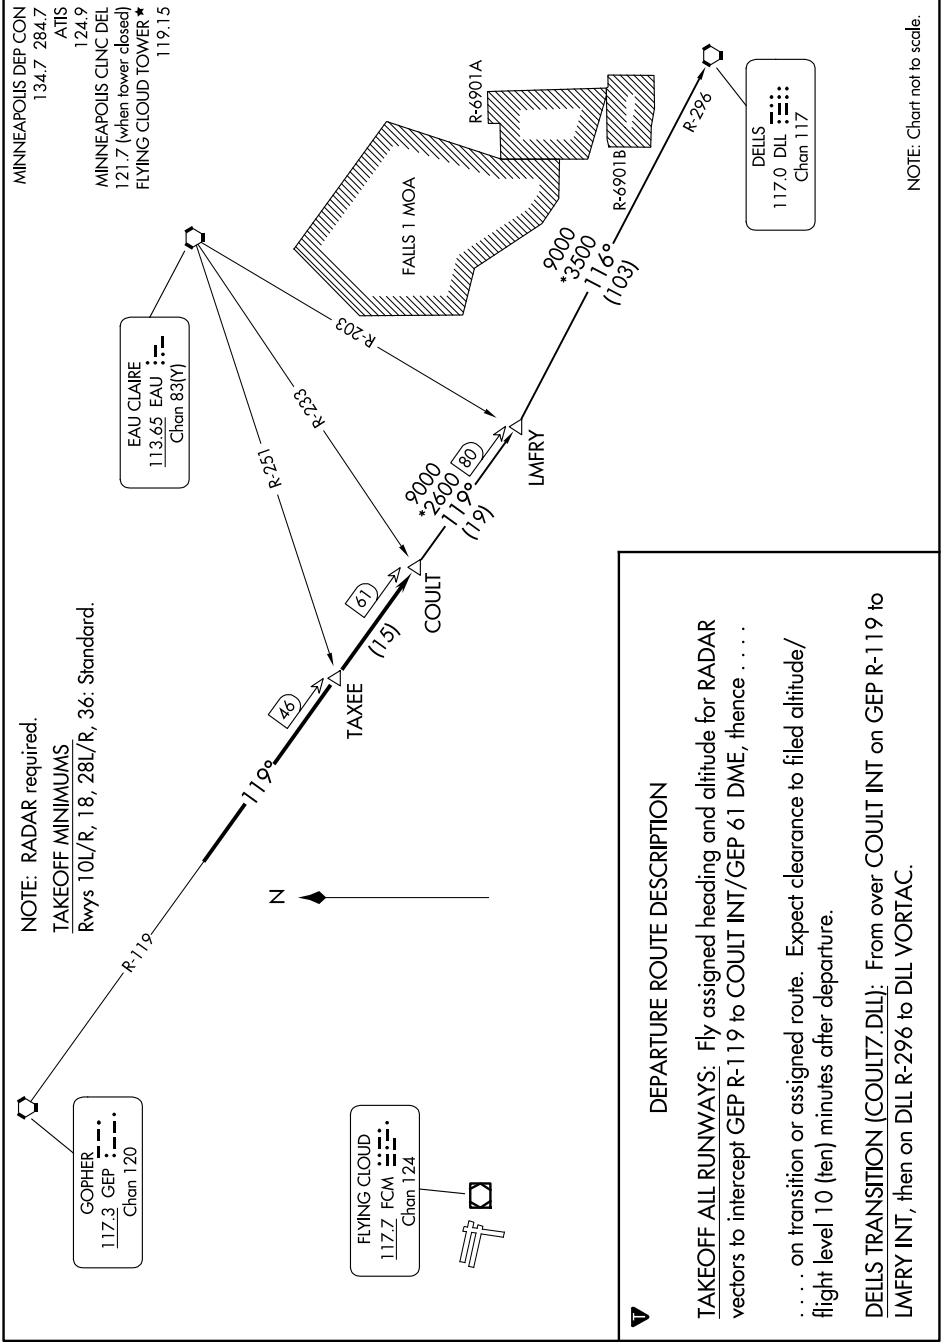 MINNEAPOLIS DEP CON
134.7 284.7
ATIS
124.9
MINNEAPOLIS CLNC DEL
121.7 (when tower closed)
FLYING CLOUD TOWER ★
119.15
NOTE: RADAR required.
TAKEOFF MINIMUMS
Rwys 10L/R, 18, 28L/R, 36: Standard.
GOPHER
117.3 GEP
Chan 120
R-119
119°
46
TAXEE
(15)
61
COULT
9000
*2600
119°
(19)
80
LMFRY
EAU CLAIRE
113.65 EAU
Chan 83(Y)
R-251
R-233
R-203
FALLS 1 MOA
R-6901A
R-6901B
9000
*3500
116°
(103)
R-296
DELLS
117.0 DLL
Chan 117
N
FLYING CLOUD
117.7 FCM
Chan 124
NOTE: Chart not to scale.
T
DEPARTURE ROUTE DESCRIPTION
TAKEOFF ALL RUNWAYS: Fly assigned heading and altitude for RADAR
vectors to intercept GEP R-119 to COULT INT/GEP 61 DME, thence . . . .
. . . . on transition or assigned route. Expect clearance to filed altitude/
flight level 10 (ten) minutes after departure.
DELLS TRANSITION (COULT7.DLL): From over COULT INT on GEP R-119 to
LMFRY INT, then on DLL R-296 to DLL VORTAC.